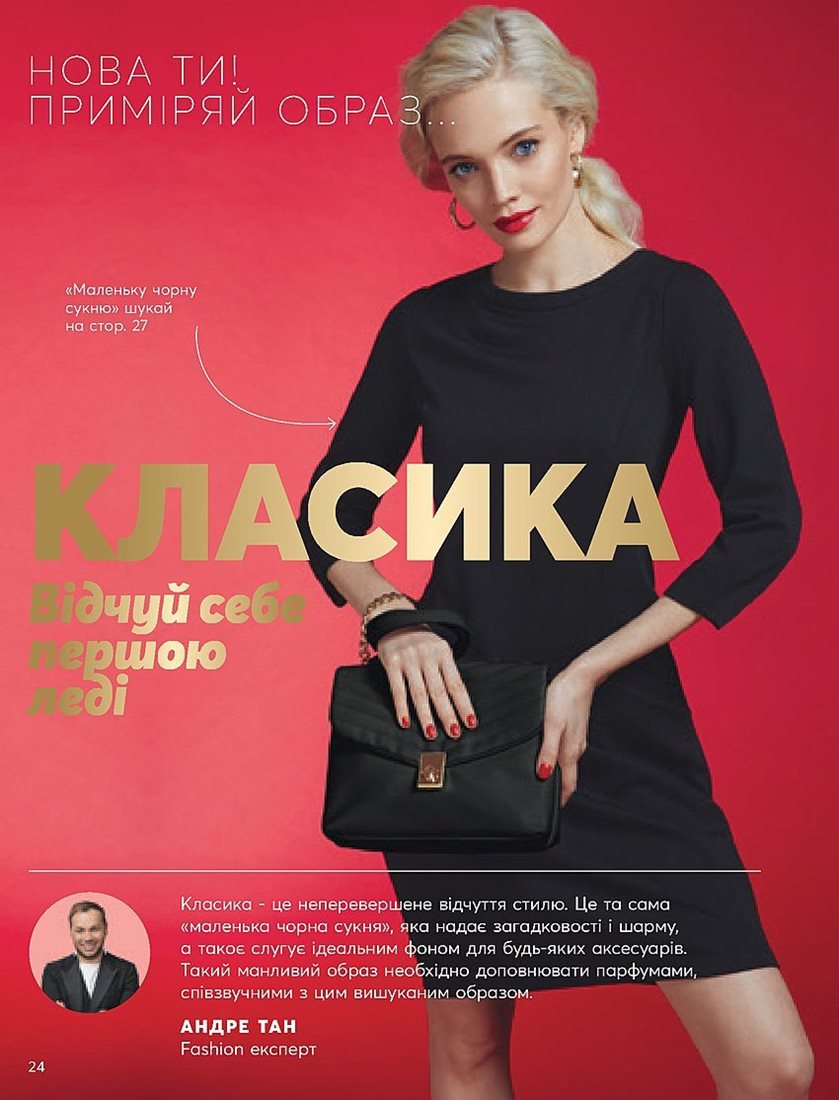 НОВА ТИ!
ПРИМІРЯЙ ОБРАЗ...
«Маленьку чорну
сукню» шукай
на стор. 27
КЛАСИКА
Відчуй себе
першою
леді
Класика - це неперевершене відчуття стилю. Це та сама
«маленька чорна сукня», яка надає загадковості і шарму,
а такоє слугує ідеальним фоном для будь-яких аксесуарів.
Такий манливий образ необхідно доповнювати парфумами,
співзвучними з цим вишуканим образом.
АНДРЕ ТАН
Fashion експерт
24